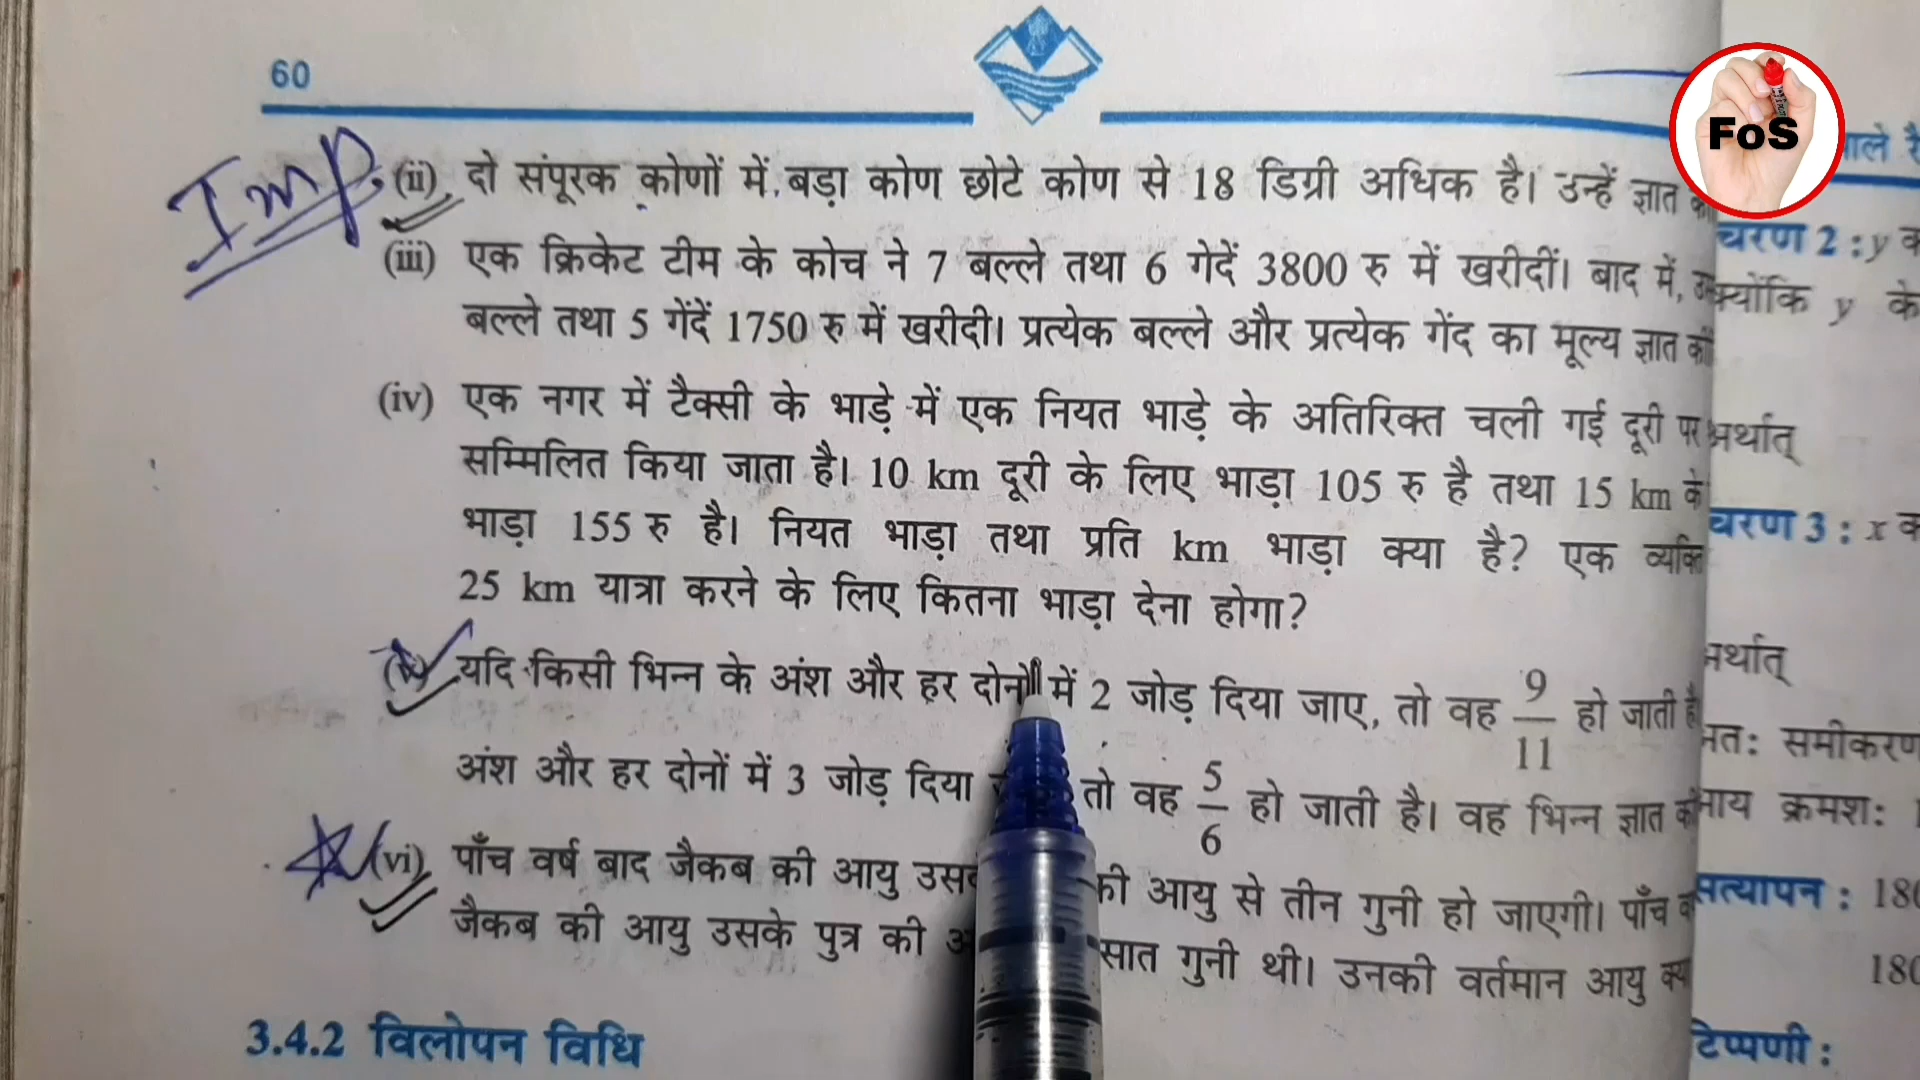 60
FoS
Imp. (ii) दो संपूरक कोणों में बड़ा कोण छोटे कोण से 18 डिग्री अधिक है। उन्हें ज्ञात
(iii) एक क्रिकेट टीम के कोच ने 7 बल्ले तथा 6 गेदें 3800 रु में खरीदीं। बाद में,
बल्ले तथा 5 गेंदें 1750 रु में खरीदी। प्रत्येक बल्ले और प्रत्येक गेंद का मूल्य ज्ञात
(iv) एक नगर में टैक्सी के भाड़े में एक नियत भाड़े के अतिरिक्त चली गई दूरी पर
सम्मिलित किया जाता है। 10 km दूरी के लिए भाड़ा 105 रु है तथा 15 km के
भाड़ा 155 रु है। नियत भाड़ा तथा प्रति km भाड़ा क्या है? एक व्यक्ति
25 km यात्रा करने के लिए कितना भाड़ा देना होगा?
(v) यदि किसी भिन्न के अंश और हर दोनों में 2 जोड़ दिया जाए, तो वह 9/11 हो जाती है
अंश और हर दोनों में 3 जोड़ दिया तो वह 5/6 हो जाती है। वह भिन्न ज्ञात
(vi) पाँच वर्ष बाद जैकब की आयु की आयु से तीन गुनी हो जाएगी। पाँच
जैकब की आयु उसके पुत्र की सात गुनी थी। उनकी वर्तमान आयु
3.4.2 विलोपन विधि
चरण 2 : y
क्योंकि y के
अर्थात्
चरण 3 : x
अर्थात्
अतः समीकरण
क्रमशः
सत्यापन : 180
180
टिप्पणी :